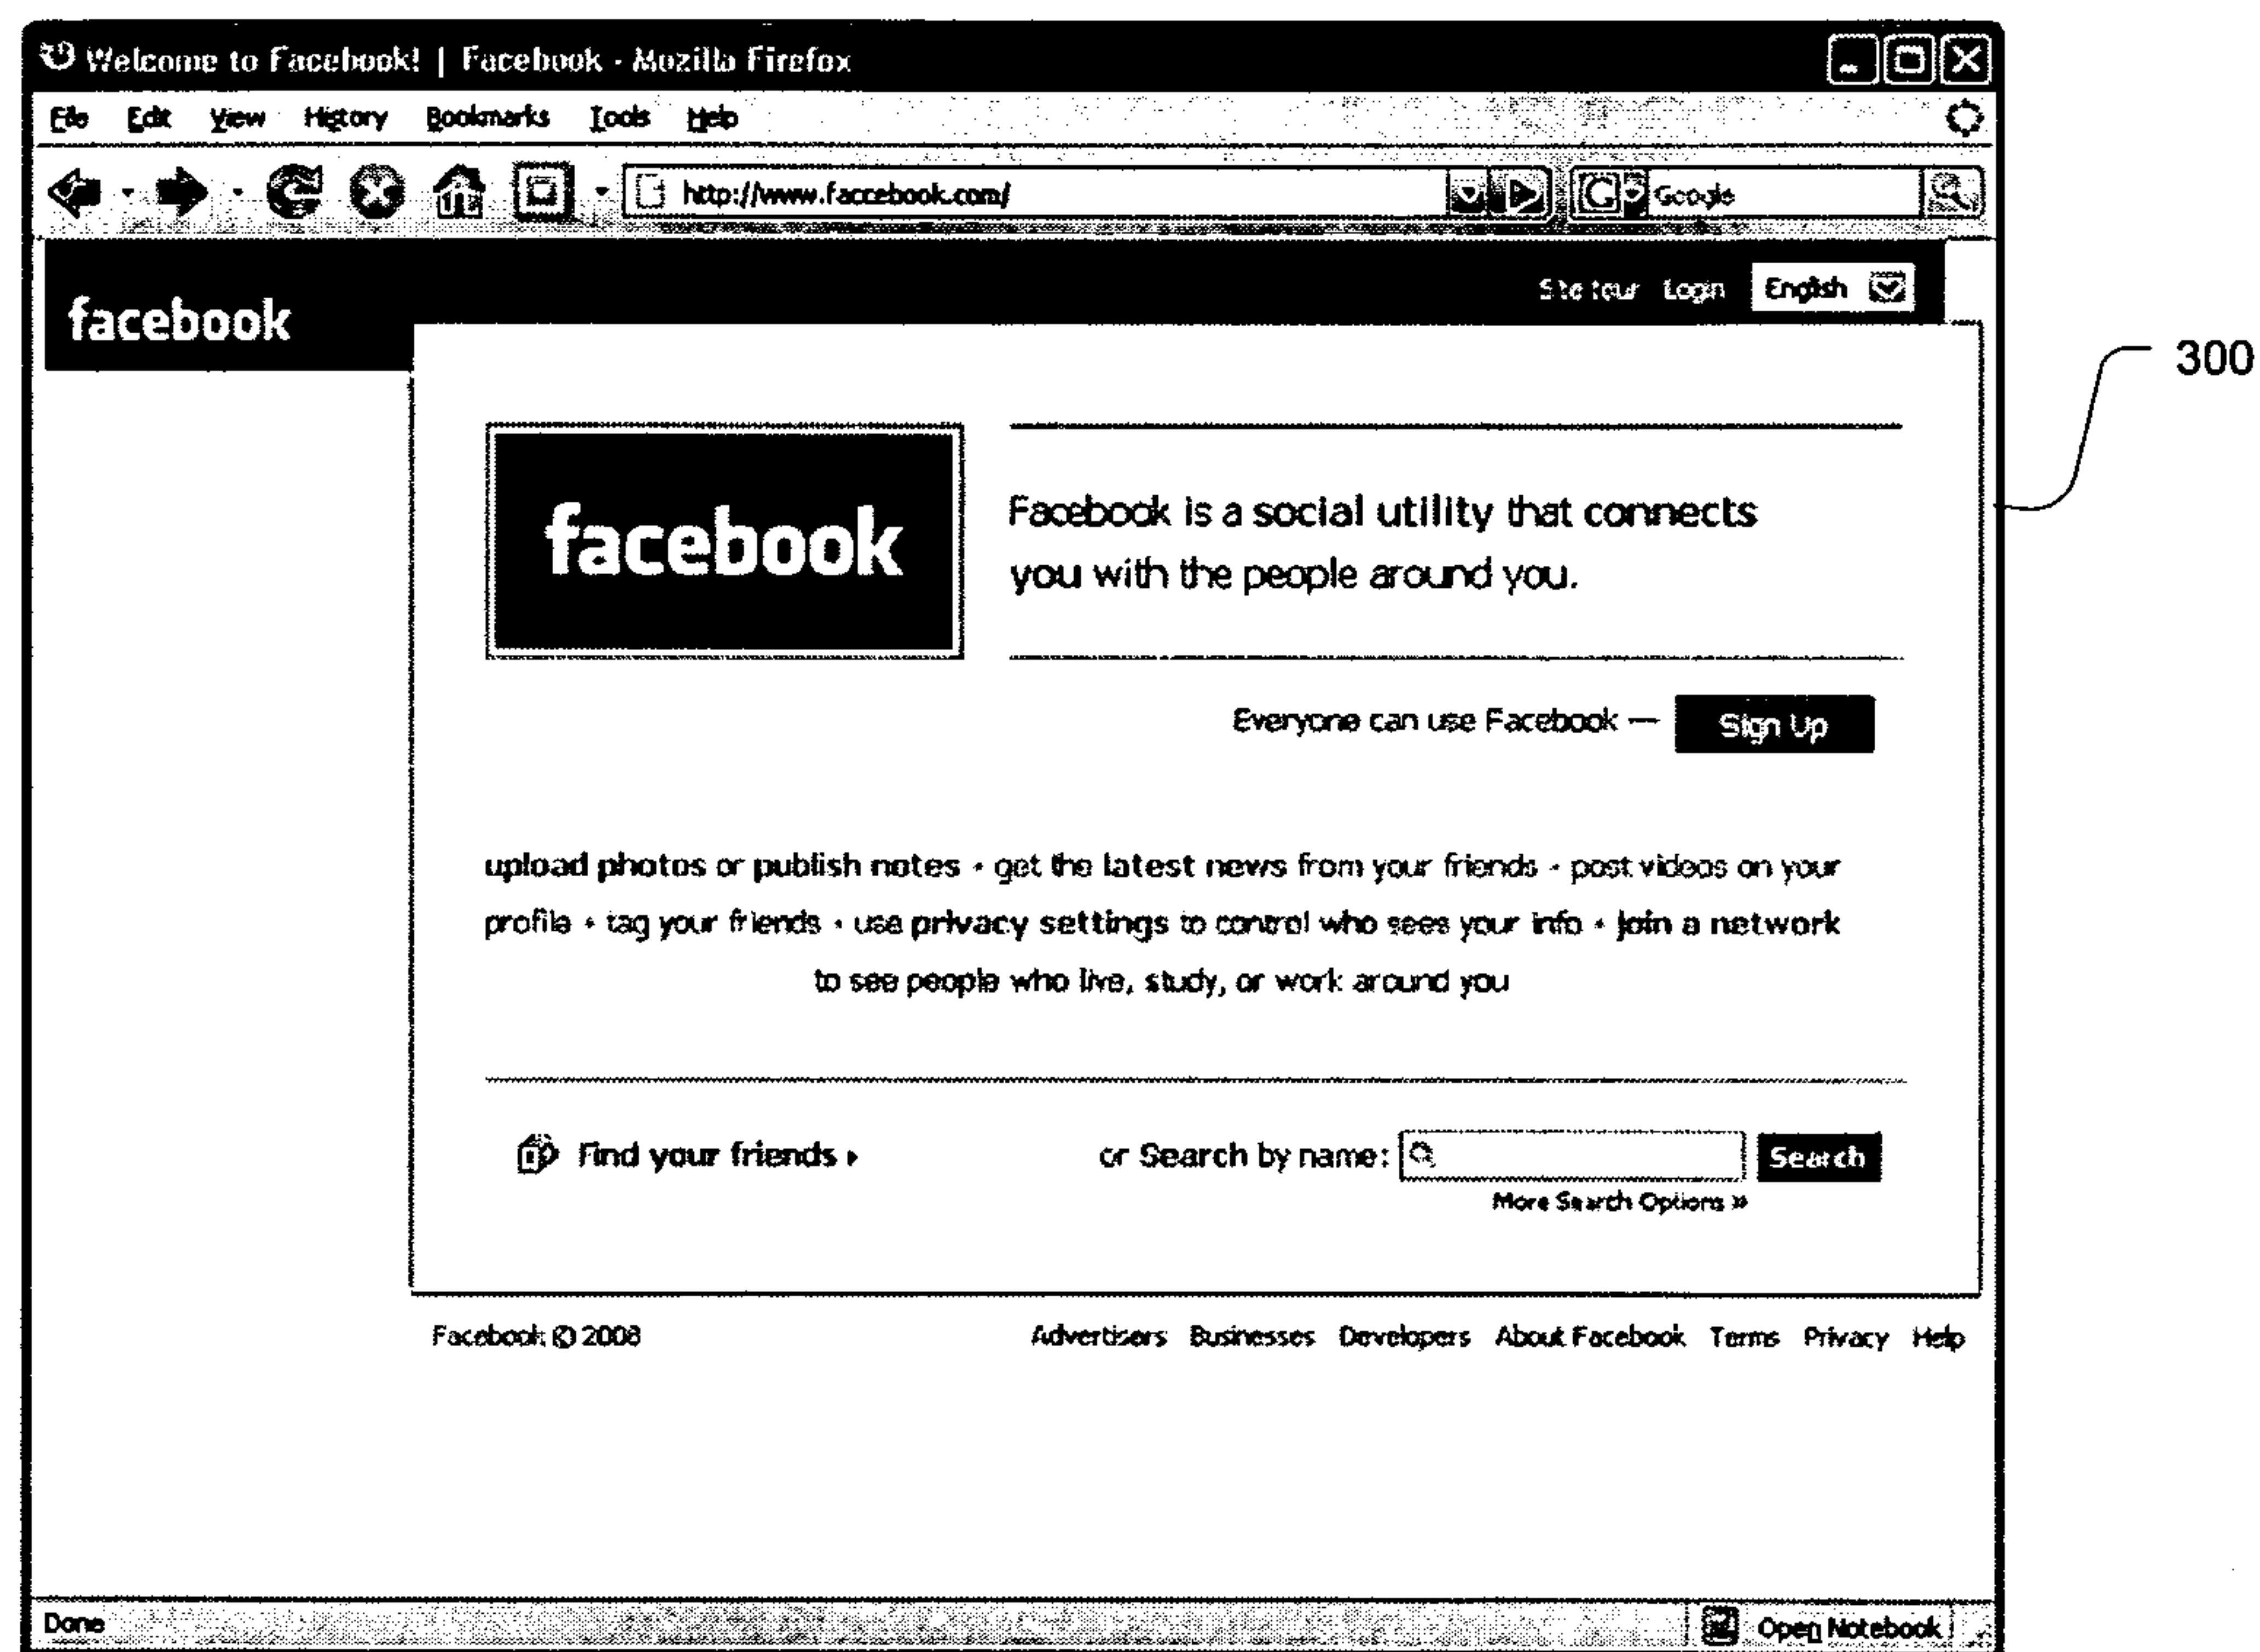 Welcome to Facebook! | Facebook - Mozilla Firefox
File Edit View History Bookmarks Tools Help
http://www.faccebook.com/ G Google
Site tour Login English
facebook
300
facebook
Facebook is a social utility that connects
you with the people around you.
Everyone can use Facebook — Sign Up
upload photos or publish notes • get the latest news from your friends • post videos on your
profile • tag your friends • use privacy settings to control who sees your info • join a network
to see people who live, study, or work around you
Find your friends ▸ or Search by name: Search
More Search Options »
Facebook © 2008 Advertisers Businesses Developers About Facebook Terms Privacy Help
Done Open Notebook